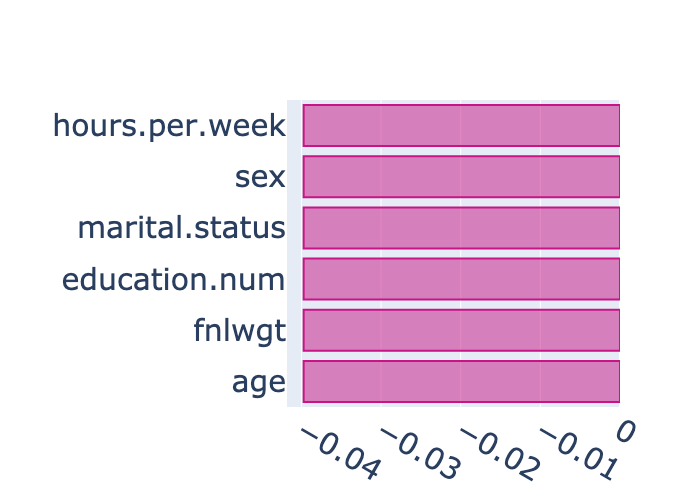 hours.per.week
sex
marital.status
education.num
fnlwgt
age
−0.04
−0.03
−0.02
−0.01
0